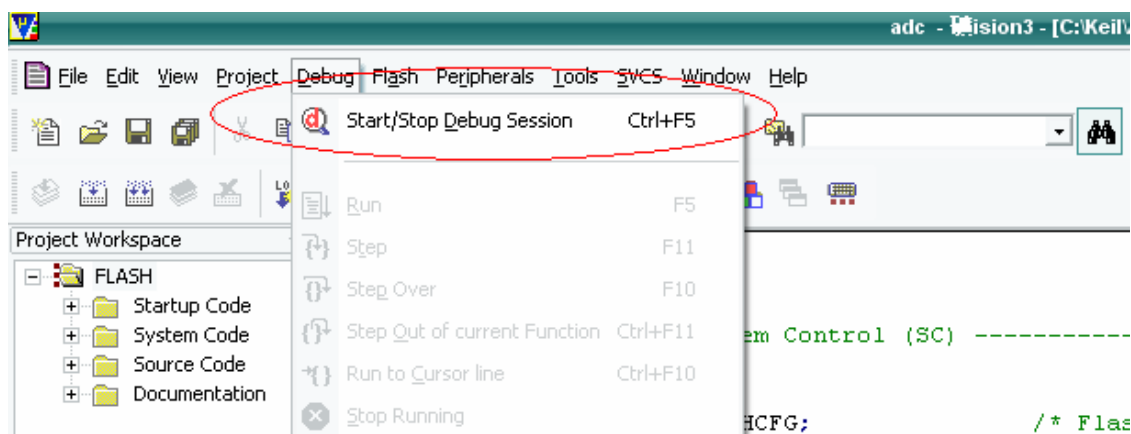 adc - µVision3 - [C:\Keil\
File Edit View Project Debug Flash Peripherals Tools SVCS Window Help
Start/Stop Debug Session Ctrl+F5
Run F5
Project Workspace
Step F11
FLASH
Step Over F10
Startup Code
System Code
Step Out of current Function Ctrl+F11
em Control (SC) -----------
Source Code
Run to Cursor line Ctrl+F10
Documentation
Stop Running
HCFG; /* Flas